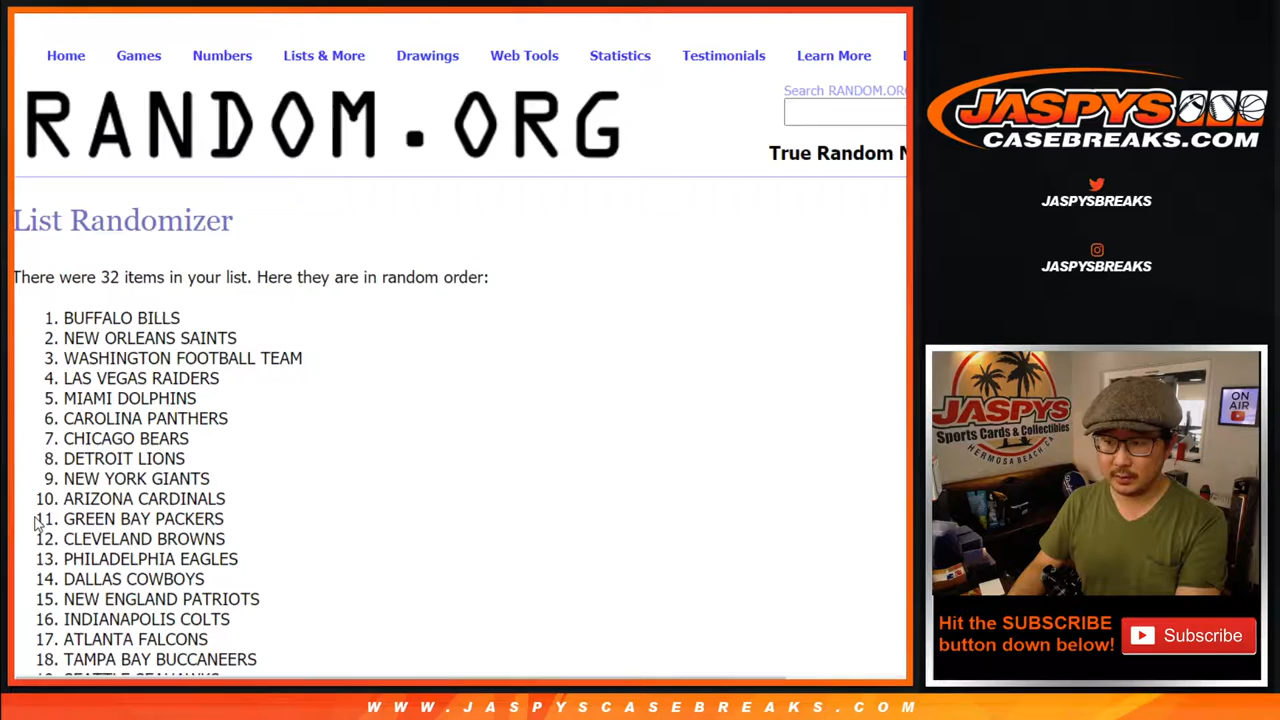 Home Games Numbers Lists & More Drawings Web Tools Statistics Testimonials Learn More
Search RANDOM.ORG
RANDOM.ORG
True Random N
List Randomizer
There were 32 items in your list. Here they are in random order:
1. BUFFALO BILLS
2. NEW ORLEANS SAINTS
3. WASHINGTON FOOTBALL TEAM
4. LAS VEGAS RAIDERS
5. MIAMI DOLPHINS
6. CAROLINA PANTHERS
7. CHICAGO BEARS
8. DETROIT LIONS
9. NEW YORK GIANTS
10. ARIZONA CARDINALS
11. GREEN BAY PACKERS
12. CLEVELAND BROWNS
13. PHILADELPHIA EAGLES
14. DALLAS COWBOYS
15. NEW ENGLAND PATRIOTS
16. INDIANAPOLIS COLTS
17. ATLANTA FALCONS
18. TAMPA BAY BUCCANEERS
JASPYS
CASEBREAKS.COM
JASPYSBREAKS
JASPYSBREAKS
JASPYS
Sports Cards & Collectibles
HERMOSA BEACH CA
ON
AIR
Hit the SUBSCRIBE
button down below!
Subscribe
WWW.JASPYSCASEBREAKS.COM